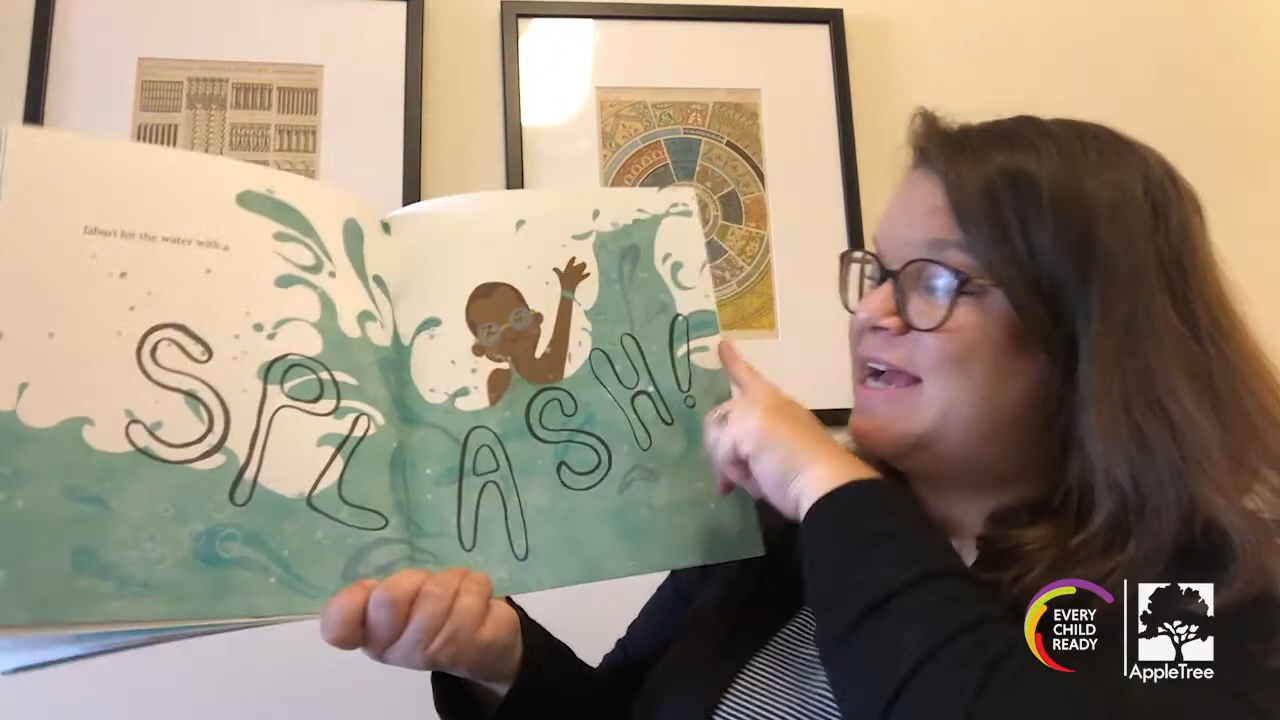 Jabari hit the water with a
SPLASH!
EVERY
CHILD
READY
AppleTree